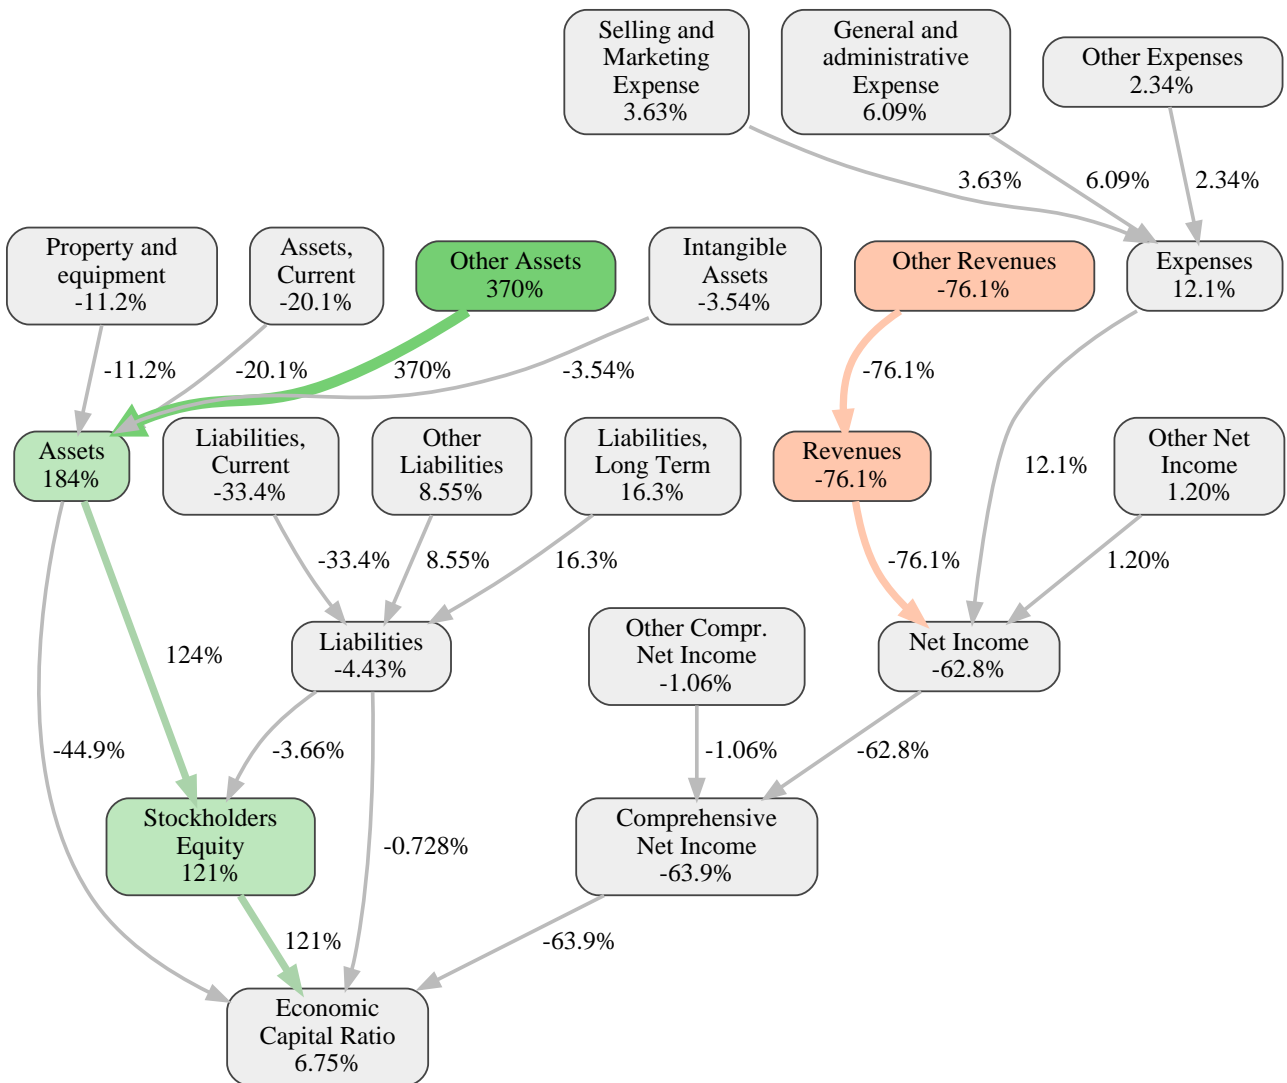 Selling and
Marketing
Expense
3.63%
General and
administrative
Expense
6.09%
Other Expenses
2.34%
3.63%
6.09%
2.34%
Property and
equipment
-11.2%
Assets,
Current
-20.1%
Other Assets
370%
Intangible
Assets
-3.54%
Other Revenues
-76.1%
Expenses
12.1%
-11.2%
-20.1%
370%
-3.54%
-76.1%
12.1%
Assets
184%
Liabilities,
Current
-33.4%
Other
Liabilities
8.55%
Liabilities,
Long Term
16.3%
Revenues
-76.1%
Other Net
Income
1.20%
-33.4%
8.55%
16.3%
-76.1%
1.20%
124%
Liabilities
-4.43%
Other Compr.
Net Income
-1.06%
Net Income
-62.8%
-44.9%
-3.66%
-1.06%
-62.8%
Stockholders
Equity
121%
-0.728%
Comprehensive
Net Income
-63.9%
121%
-63.9%
Economic
Capital Ratio
6.75%